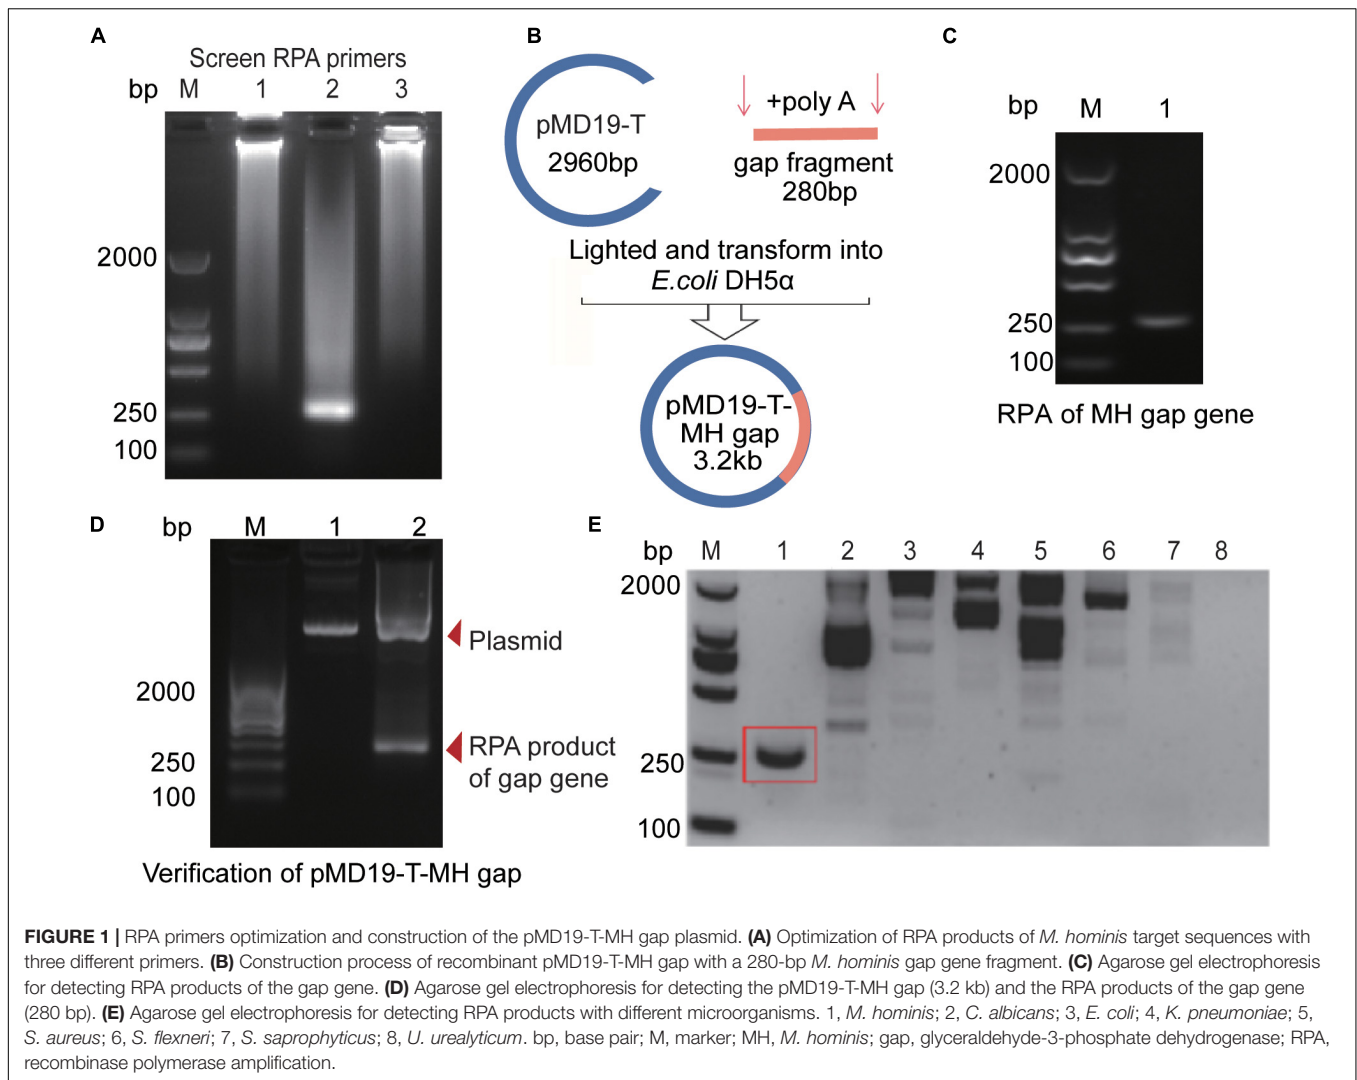 A
Screen RPA primers
bp M 1 2 3
2000
250
100
B
pMD19-T
2960bp
+poly A
gap fragment
280bp
Lighted and transform into
E.coli DH5α
pMD19-T-
MH gap
3.2kb
C
bp M 1
2000
250
100
RPA of MH gap gene
D
bp M 1 2
2000
250
100
Plasmid
RPA product
of gap gene
Verification of pMD19-T-MH gap
E
bp M 1 2 3 4 5 6 7 8
2000
250
100
FIGURE 1 | RPA primers optimization and construction of the pMD19-T-MH gap plasmid. (A) Optimization of RPA products of M. hominis target sequences with
three different primers. (B) Construction process of recombinant pMD19-T-MH gap with a 280-bp M. hominis gap gene fragment. (C) Agarose gel electrophoresis
for detecting RPA products of the gap gene. (D) Agarose gel electrophoresis for detecting the pMD19-T-MH gap (3.2 kb) and the RPA products of the gap gene
(280 bp). (E) Agarose gel electrophoresis for detecting RPA products with different microorganisms. 1, M. hominis; 2, C. albicans; 3, E. coli; 4, K. pneumoniae; 5,
S. aureus; 6, S. flexneri; 7, S. saprophyticus; 8, U. urealyticum. bp, base pair; M, marker; MH, M. hominis; gap, glyceraldehyde-3-phosphate dehydrogenase; RPA,
recombinase polymerase amplification.